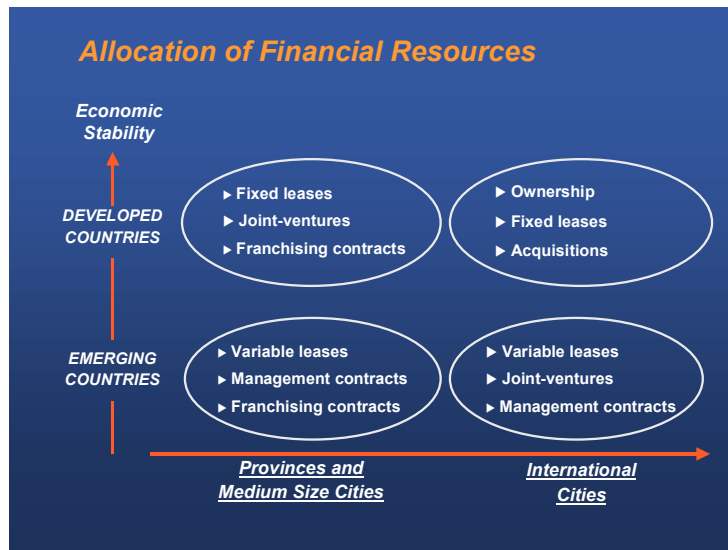 Allocation of Financial Resources
Economic
Stability
DEVELOPED
COUNTRIES
▶ Fixed leases
▶ Joint-ventures
▶ Franchising contracts
▶ Ownership
▶ Fixed leases
▶ Acquisitions
EMERGING
COUNTRIES
▶ Variable leases
▶ Management contracts
▶ Franchising contracts
▶ Variable leases
▶ Joint-ventures
▶ Management contracts
Provinces and
Medium Size Cities
International
Cities